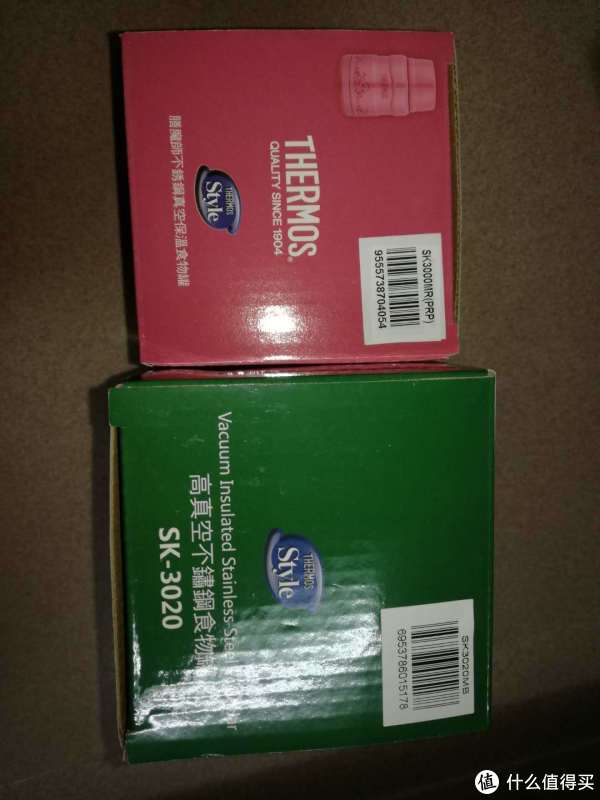 THERMOS®
QUALITY SINCE 1904
THERMOS
Style
膳魔師不銹鋼真空保溫食物罐
SK3000MR(PRP)
9555738704054
Vacuum Insulated Stainless-Steel
高真空不鏽鋼食物罐
SK-3020
THERMOS
Style
SK3020MB
6953786015178
值 什么值得买